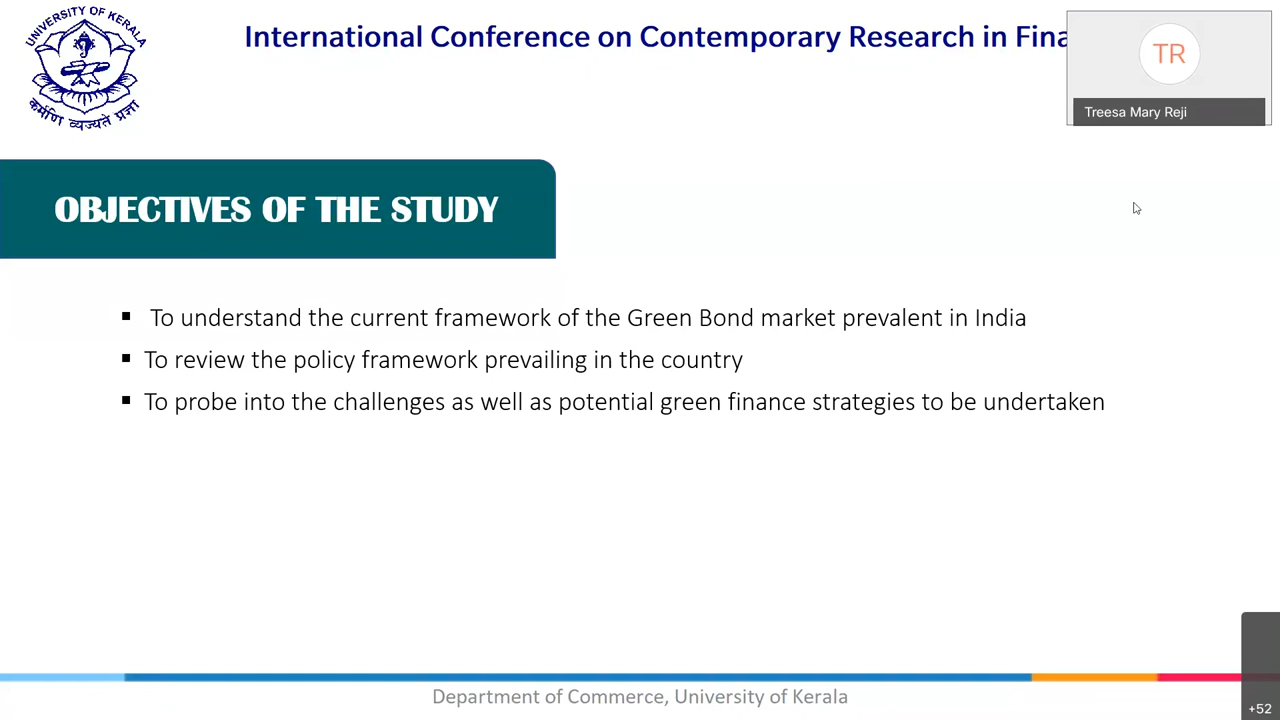 UNIVERSITY OF KERALA
कर्मणि व्यज्यते प्रज्ञा
International Conference on Contemporary Research in Fina
TR
Treesa Mary Reji
OBJECTIVES OF THE STUDY
▪ To understand the current framework of the Green Bond market prevalent in India
▪ To review the policy framework prevailing in the country
▪ To probe into the challenges as well as potential green finance strategies to be undertaken
Department of Commerce, University of Kerala
+52